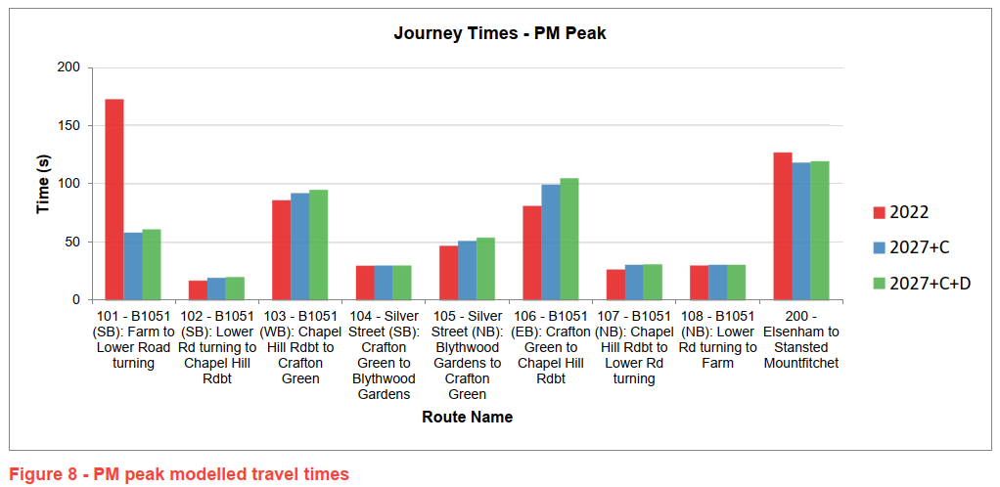 Journey Times - PM Peak
200
150
100
50
0
Time (s)
101 - B1051
(SB): Farm to
Lower Road
turning
102 - B1051
(SB): Lower
Rd turning to
Chapel Hill
Rdbt
103 - B1051
(WB): Chapel
Hill Rdbt to
Crafton
Green
104 - Silver
Street (SB):
Crafton
Green to
Blythwood
Gardens
105 - Silver
Street (NB):
Blythwood
Gardens to
Crafton
Green
106 - B1051
(EB): Crafton
Green to
Chapel Hill
Rdbt
107 - B1051
(NB): Chapel
Hill Rdbt to
Lower Rd
turning
108 - B1051
(NB): Lower
Rd turning to
Farm
200 -
Elsenham to
Stansted
Mountfitchet
Route Name
2022
2027+C
2027+C+D
Figure 8 - PM peak modelled travel times